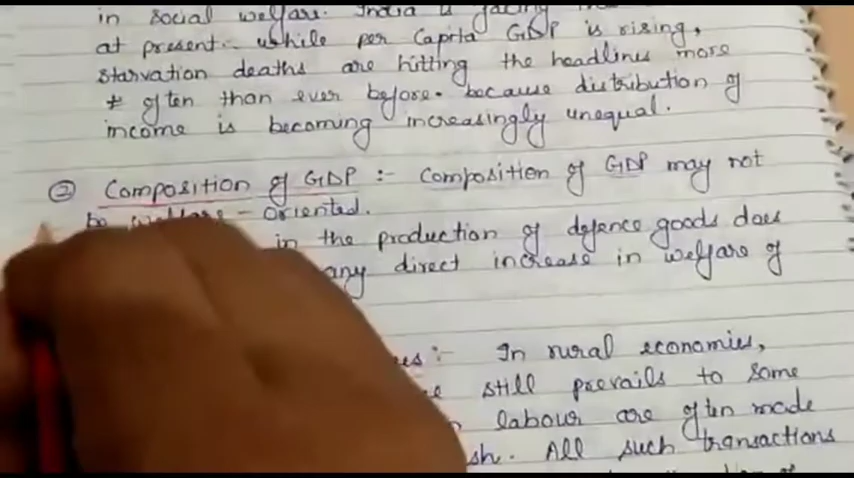 in social welfare. India is facing
at present. while per Capita GDP is rising,
starvation deaths are hitting the headlines more
often than ever before. because distribution of
income is becoming increasingly unequal.
② Composition of GDP :- Composition of GDP may not
be welfare - oriented.
in the production of defence goods does
any direct increase in welfare of
:- In rural economies,
still prevails to some
labour are often made
All such transactions